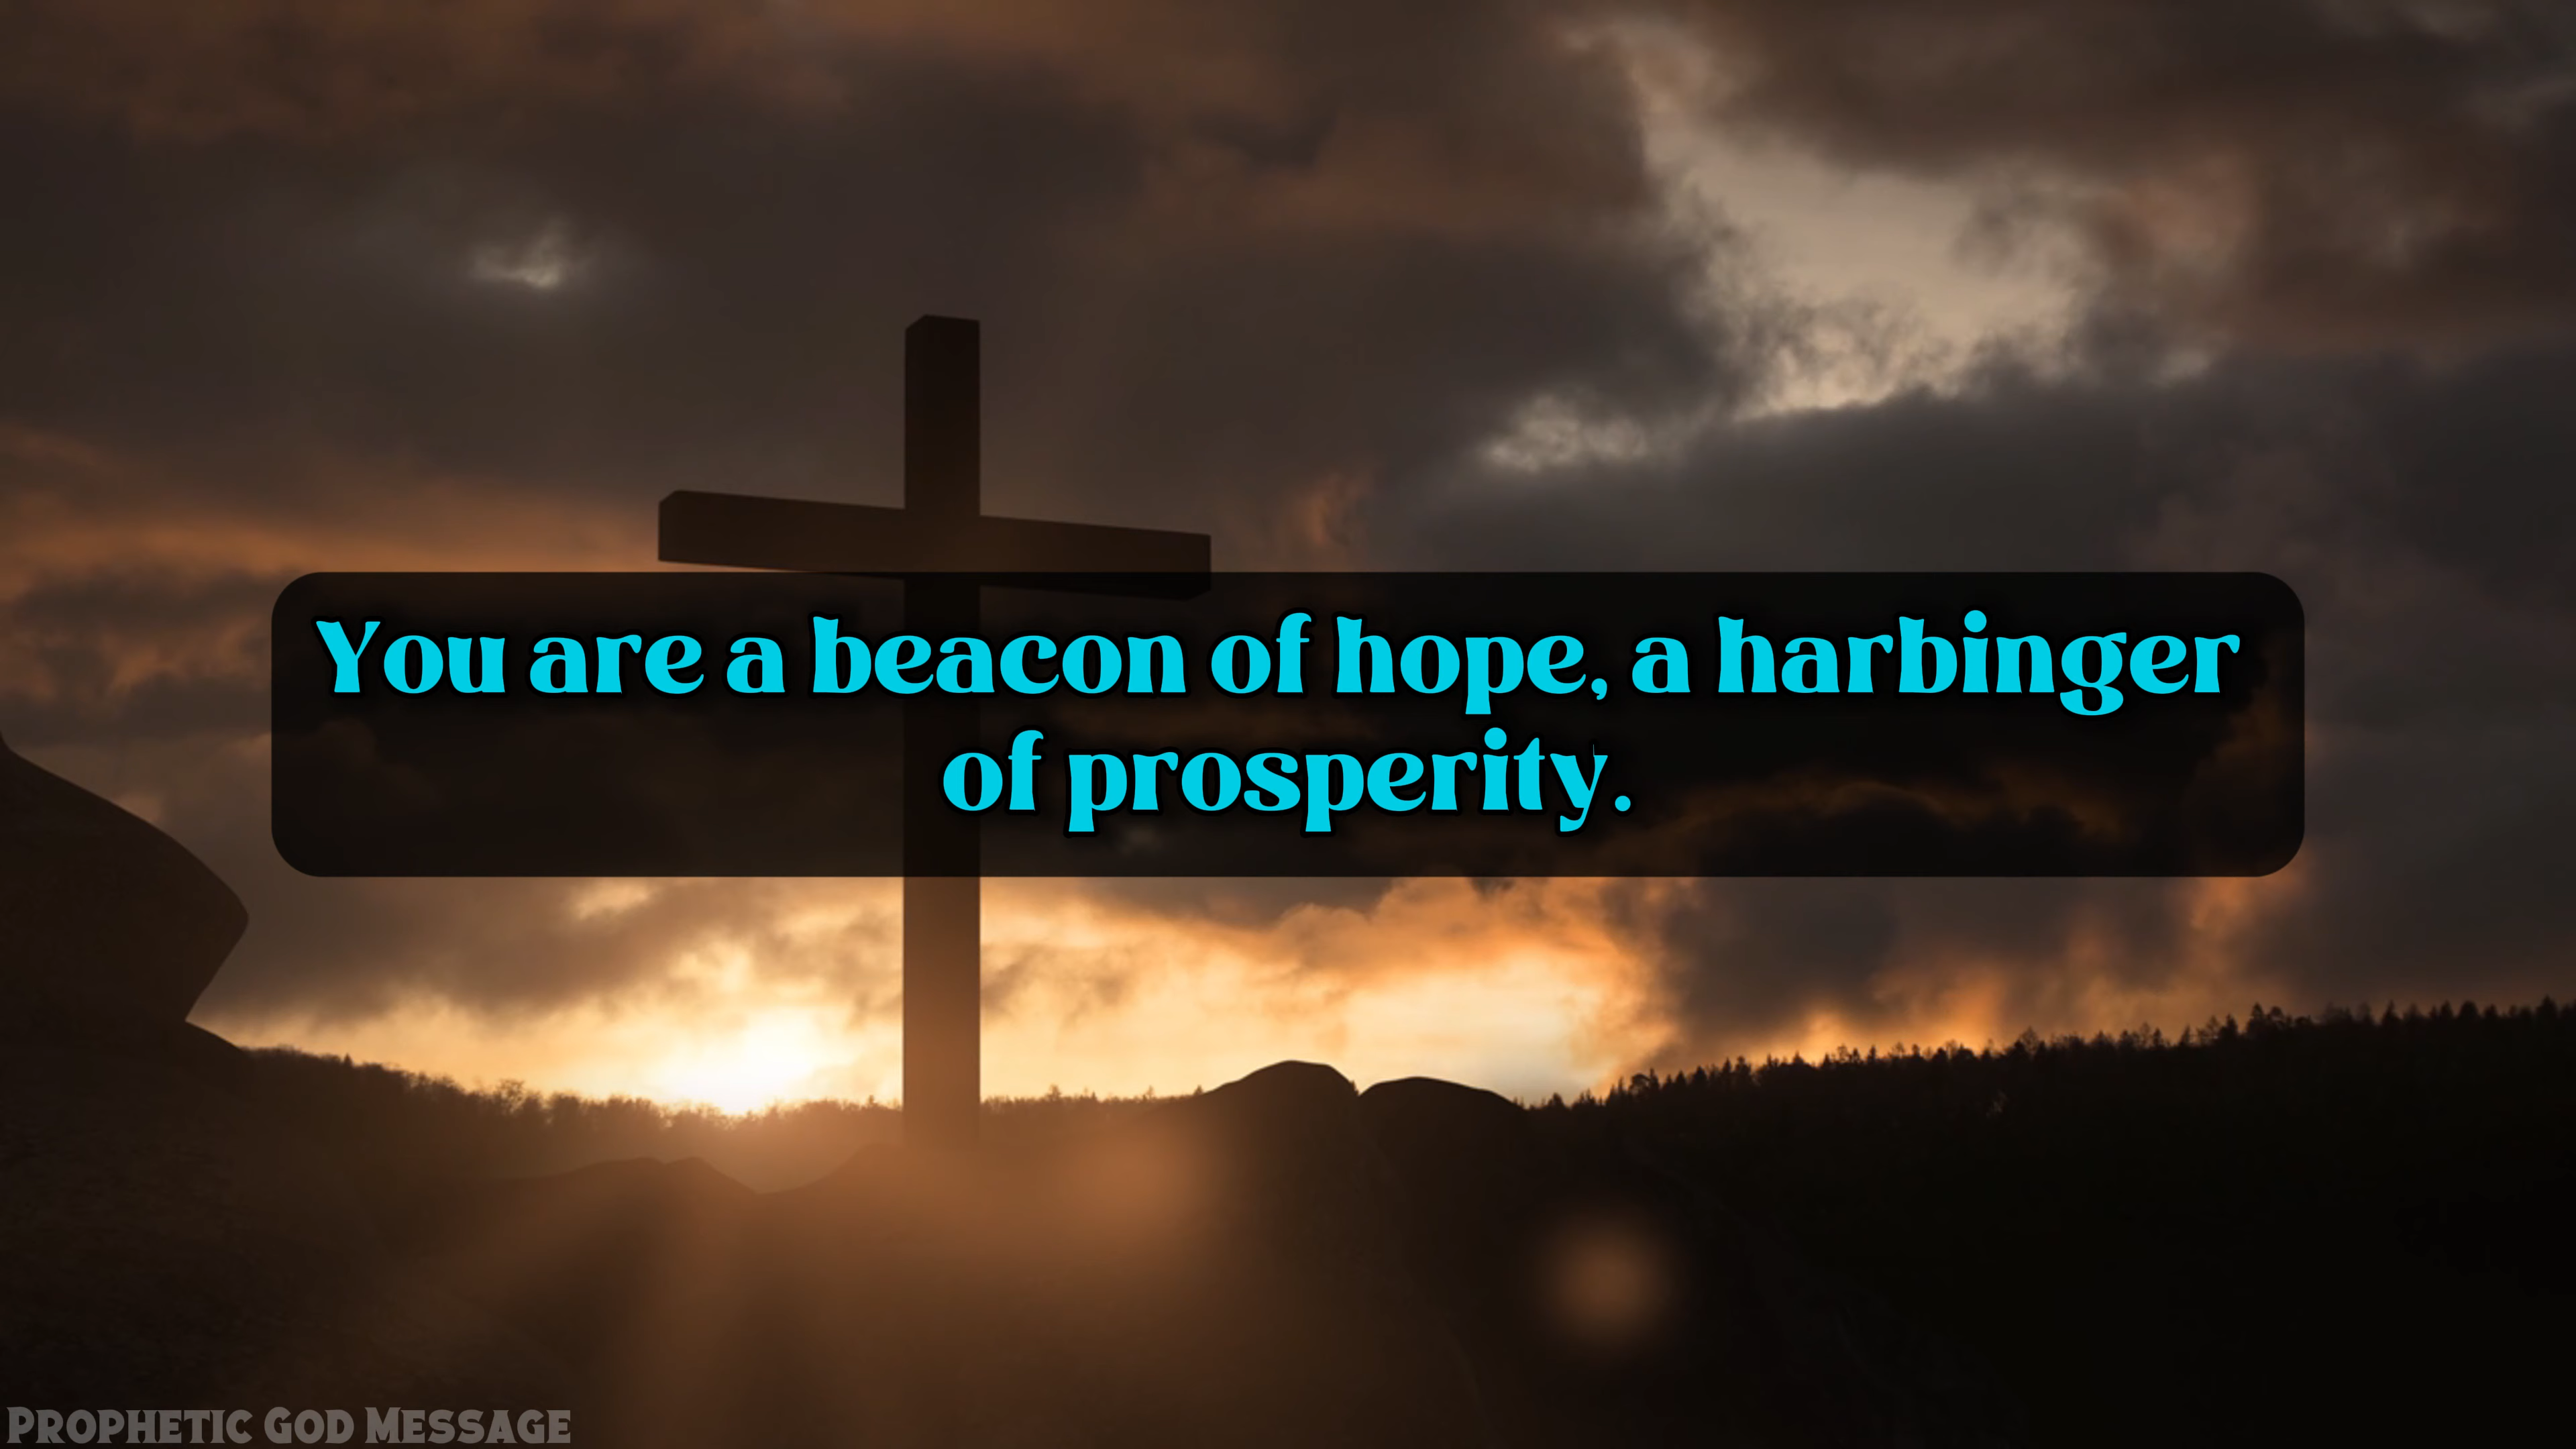 You are a beacon of hope, a harbinger
of prosperity.
PROPHETIC GOD MESSAGE